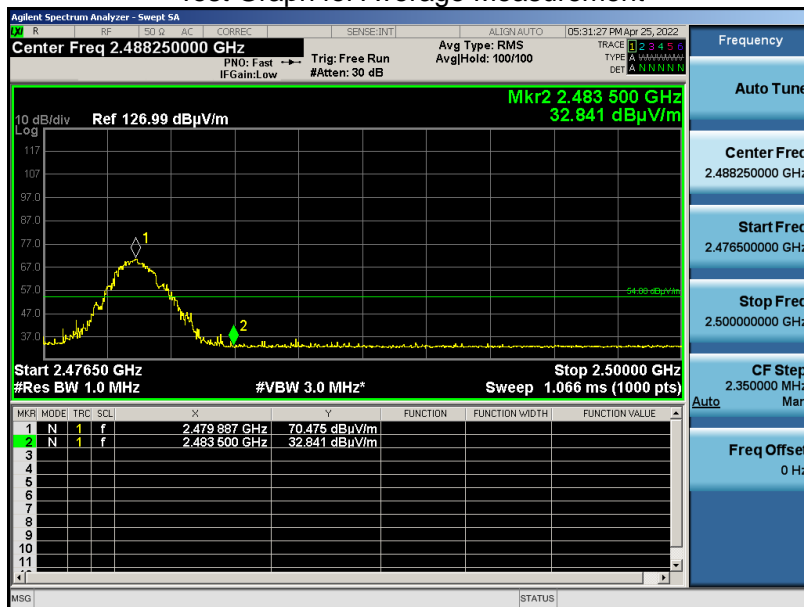 Test Graph for Average Measurement
Agilent Spectrum Analyzer - Swept SA
LXI R RF 50 Ω AC CORREC SENSE:INT ALIGN AUTO 05:31:27 PM Apr 25, 2022
Center Freq 2.488250000 GHz
PNO: Fast
IFGain:Low
Trig: Free Run
#Atten: 30 dB
Avg Type: RMS
Avg|Hold: 100/100
TRACE 1 2 3 4 5 6
TYPE A WWWWW
DET A N N N N N
Mkr2 2.483 500 GHz
32.841 dBµV/m
10 dB/div Ref 126.99 dBµV/m
Log
117
107
97.0
87.0
77.0
67.0
57.0
47.0
37.0
1
2
54.00 dBµV/m
Start 2.47650 GHz Stop 2.50000 GHz
#Res BW 1.0 MHz #VBW 3.0 MHz* Sweep 1.066 ms (1000 pts)
MKR MODE TRC SCL X Y FUNCTION FUNCTION WIDTH FUNCTION VALUE
1 N 1 f 2.479 887 GHz 70.475 dBµV/m
2 N 1 f 2.483 500 GHz 32.841 dBµV/m
3
4
5
6
7
8
9
10
11
MSG STATUS
Frequency
Auto Tune
Center Freq
2.488250000 GHz
Start Freq
2.476500000 GHz
Stop Freq
2.500000000 GHz
CF Step
2.350000 MHz
Auto Man
Freq Offset
0 Hz